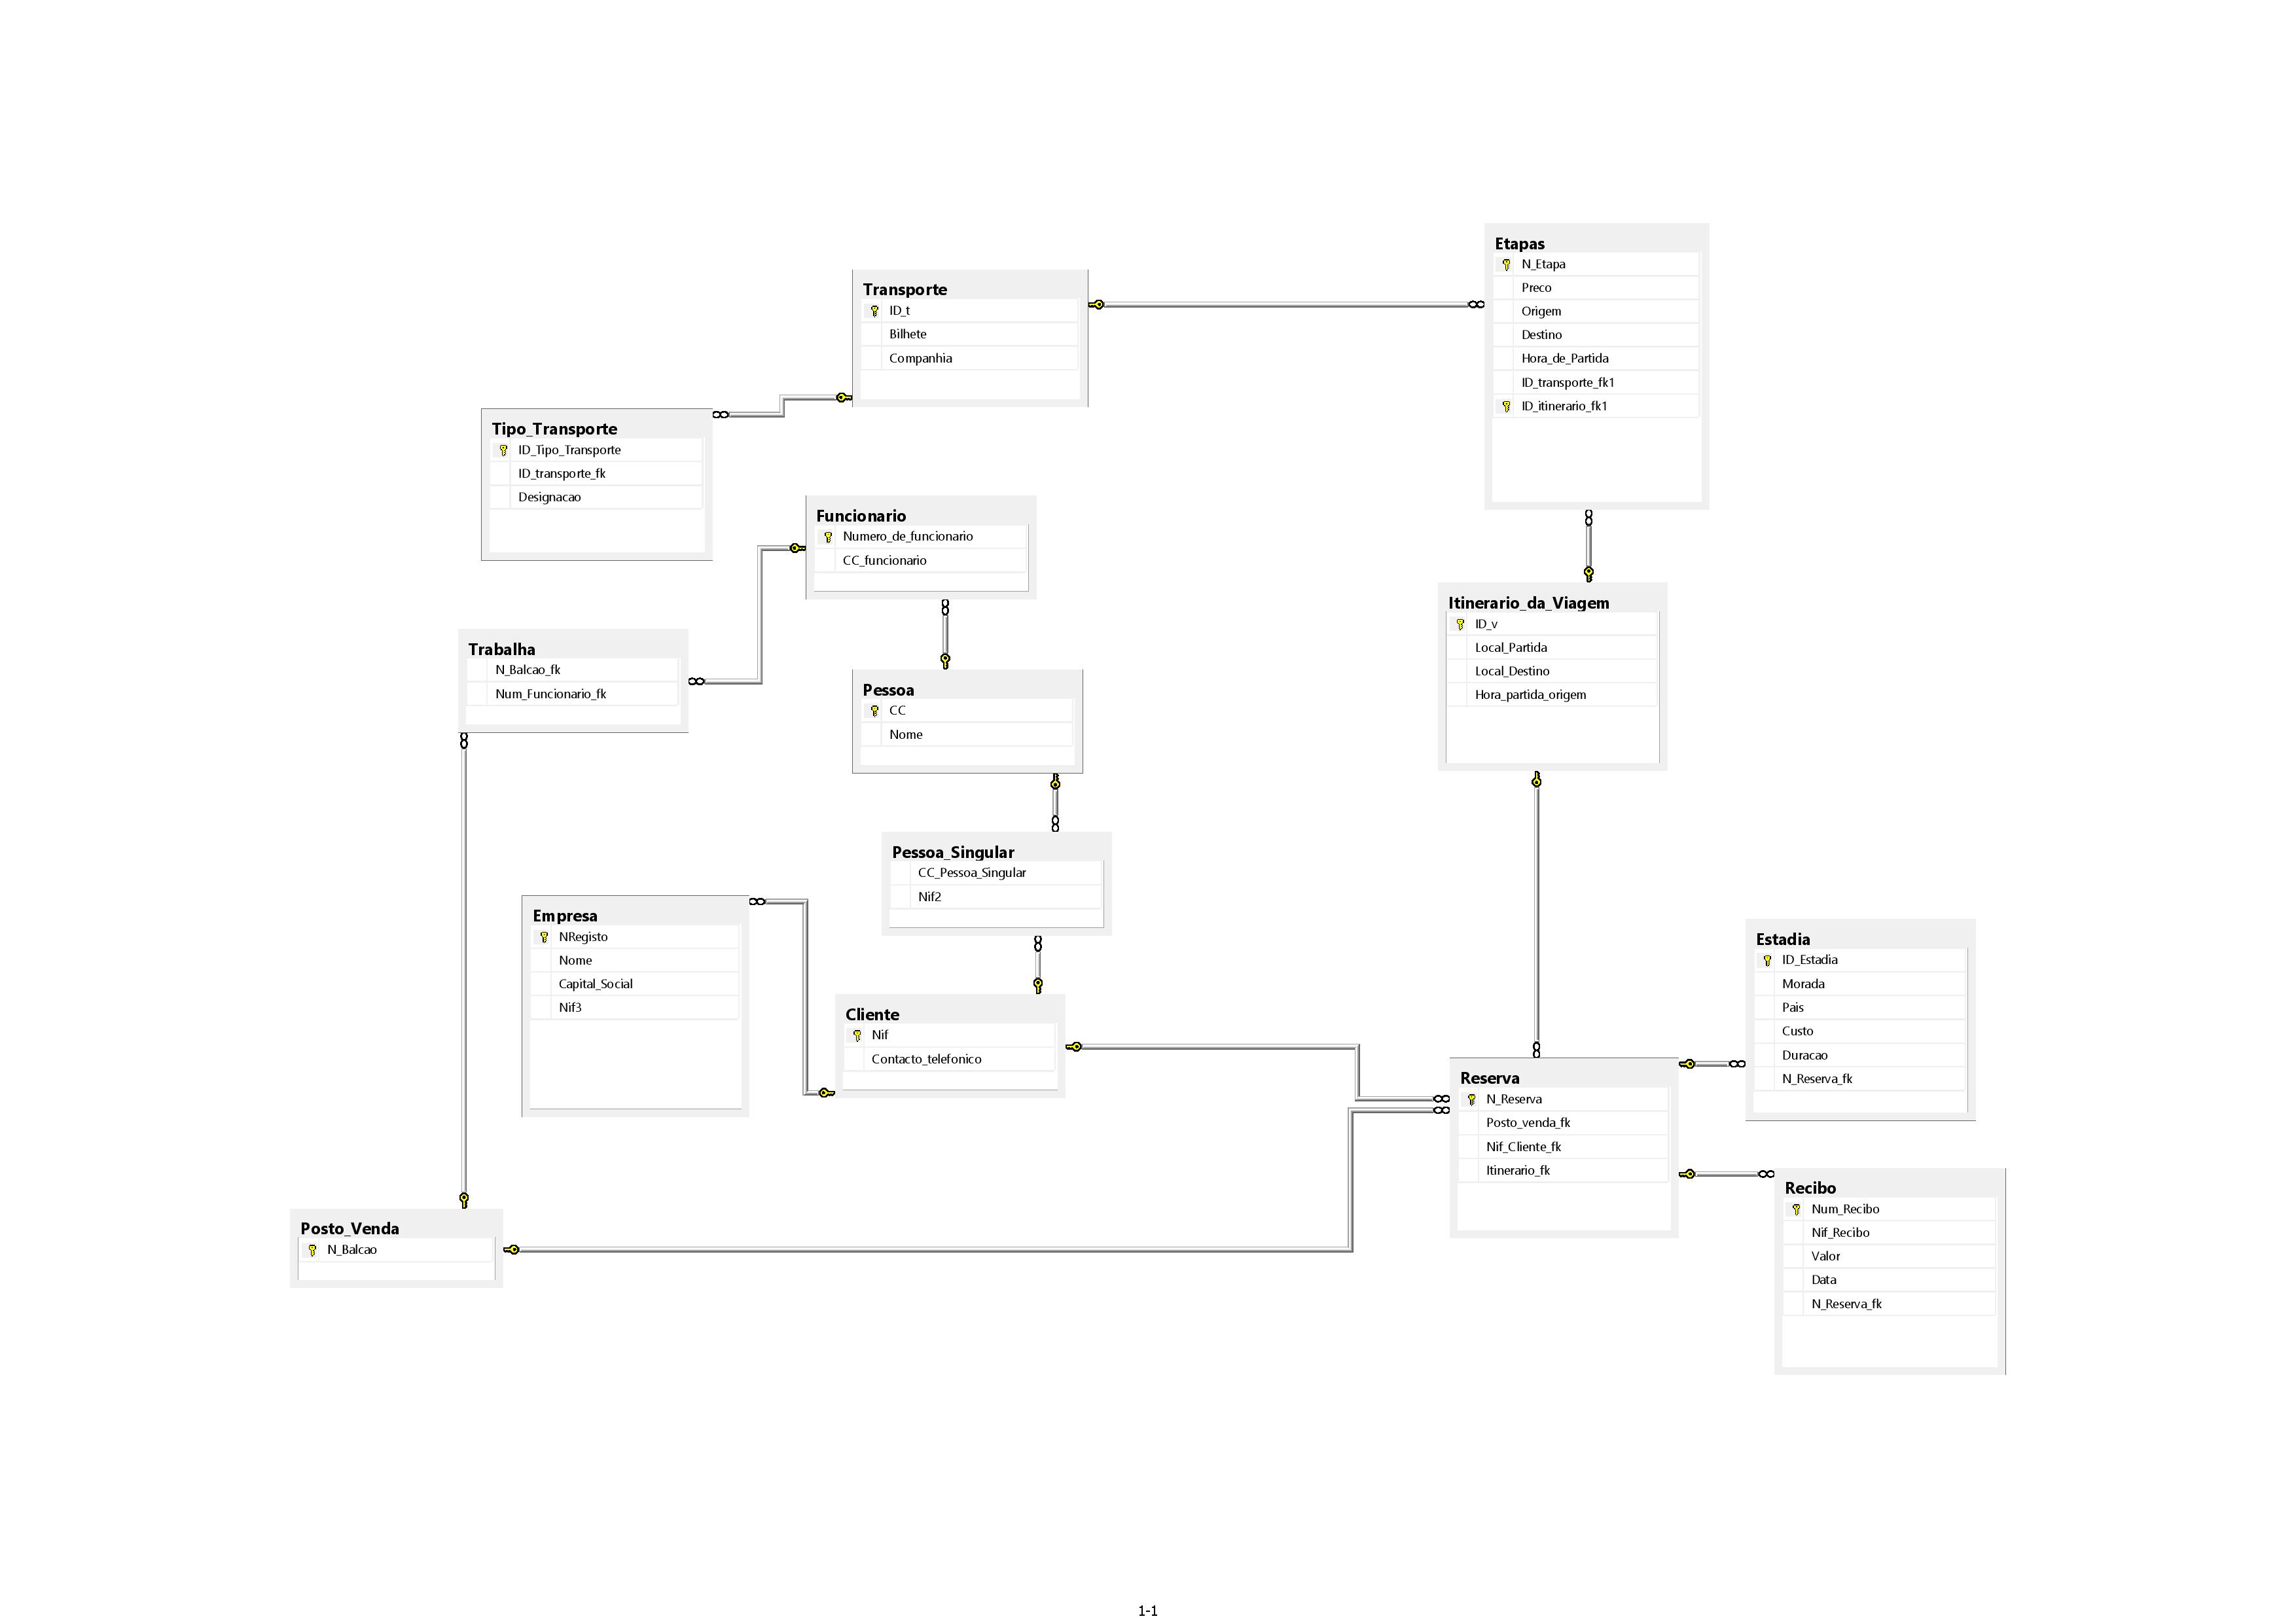 Etapas
N_Etapa
Preco
Origem
Destino
Hora_de_Partida
ID_transporte_fk1
ID_itinerario_fk1
Transporte
ID_t
Bilhete
Companhia
Tipo_Transporte
ID_Tipo_Transporte
ID_transporte_fk
Designacao
Funcionario
Numero_de_funcionario
CC_funcionario
Itinerario_da_Viagem
ID_v
Local_Partida
Local_Destino
Hora_partida_origem
Trabalha
N_Balcao_fk
Num_Funcionario_fk
Pessoa
CC
Nome
Pessoa_Singular
CC_Pessoa_Singular
Nif2
Empresa
NRegisto
Nome
Capital_Social
Nif3
Estadia
ID_Estadia
Morada
Pais
Custo
Duracao
N_Reserva_fk
Cliente
Nif
Contacto_telefonico
Reserva
N_Reserva
Posto_venda_fk
Nif_Cliente_fk
Itinerario_fk
Recibo
Num_Recibo
Nif_Recibo
Valor
Data
N_Reserva_fk
Posto_Venda
N_Balcao
1-1